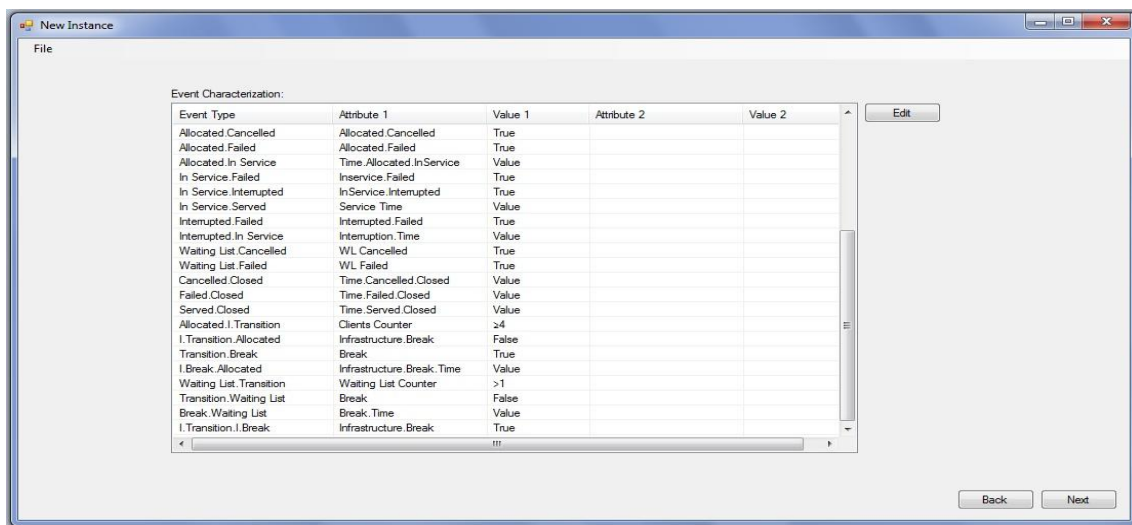 New Instance
File
Event Characterization:
Event Type Attribute 1 Value 1 Attribute 2 Value 2 Edit
Allocated.Cancelled Allocated.Cancelled True
Allocated.Failed Allocated.Failed True
Allocated.In Service Time.Allocated.InService Value
In Service.Failed Inservice.Failed True
In Service.Interrupted InService.Interrupted True
In Service.Served Service Time Value
Interrupted.Failed Interrupted.Failed True
Interrupted.In Service Interruption.Time Value
Waiting List.Cancelled WL Cancelled True
Waiting List.Failed WL Failed True
Cancelled.Closed Time.Cancelled.Closed Value
Failed.Closed Time.Failed.Closed Value
Served.Closed Time.Served.Closed Value
Allocated.I.Transition Clients Counter ≥4
I.Transition.Allocated Infrastructure.Break False
Transition.Break Break True
I.Break.Allocated Infrastructure.Break.Time Value
Waiting List.Transition Waiting List Counter >1
Transition.Waiting List Break False
Break.Waiting List Break.Time Value
I.Transition.I.Break Infrastructure.Break True
Back Next